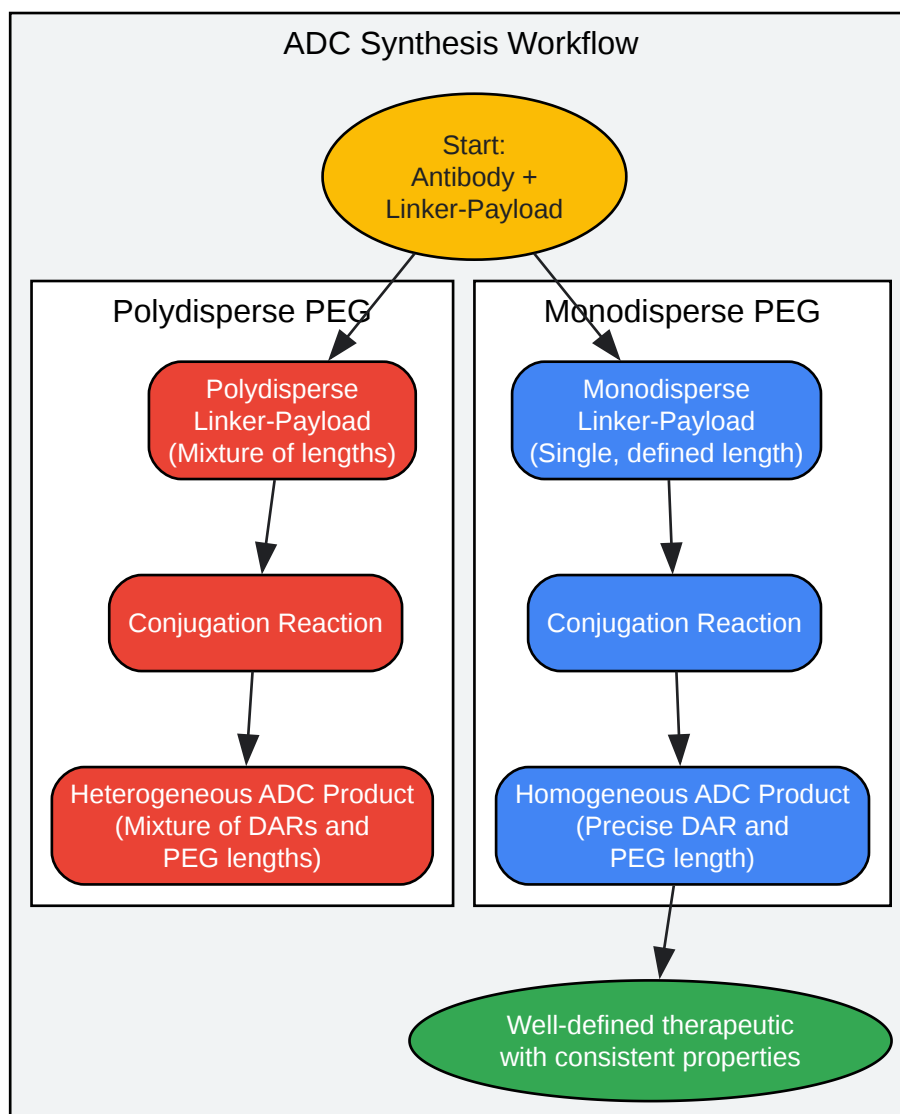 ADC Synthesis Workflow
Start:
Antibody +
Linker-Payload
Polydisperse PEG
Polydisperse
Linker-Payload
(Mixture of lengths)
Conjugation Reaction
Heterogeneous ADC Product
(Mixture of DARs and
PEG lengths)
Monodisperse PEG
Monodisperse
Linker-Payload
(Single, defined length)
Conjugation Reaction
Homogeneous ADC Product
(Precise DAR and
PEG length)
Well-defined therapeutic
with consistent properties